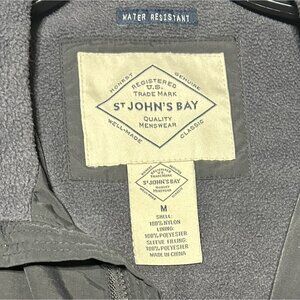 WATER RESISTANT
HONEST
GENUINE
REGISTERED
U.S.
TRADE MARK
ST JOHN'S BAY
QUALITY
MENSWEAR
WELL-MADE
CLASSIC
ST JOHN'S BAY
M
SHELL:
100% NYLON
LINING:
100% POLYESTER
SLEEVE FILLING:
100% POLYESTER
MADE IN CHINA